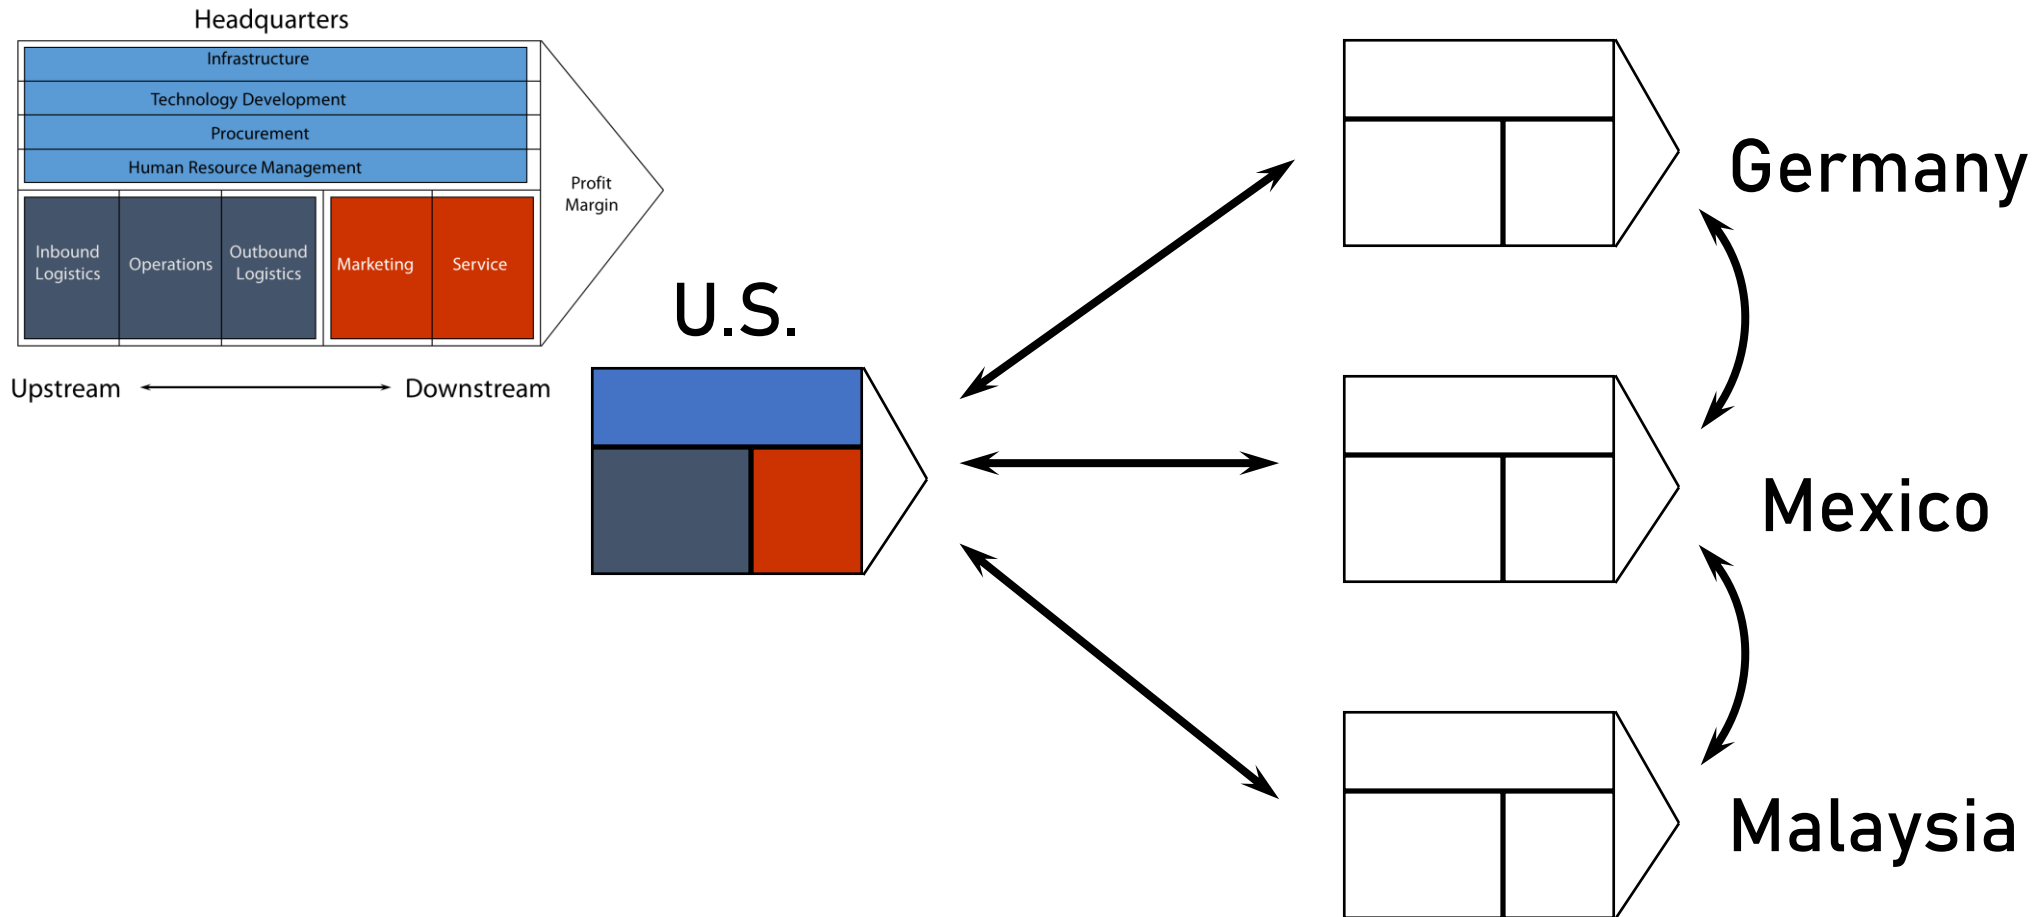 Headquarters
Infrastructure
Technology Development
Procurement
Human Resource Management
Inbound
Logistics
Operations
Outbound
Logistics
Marketing
Service
Profit
Margin
Upstream
Downstream
U.S.
Germany
Mexico
Malaysia